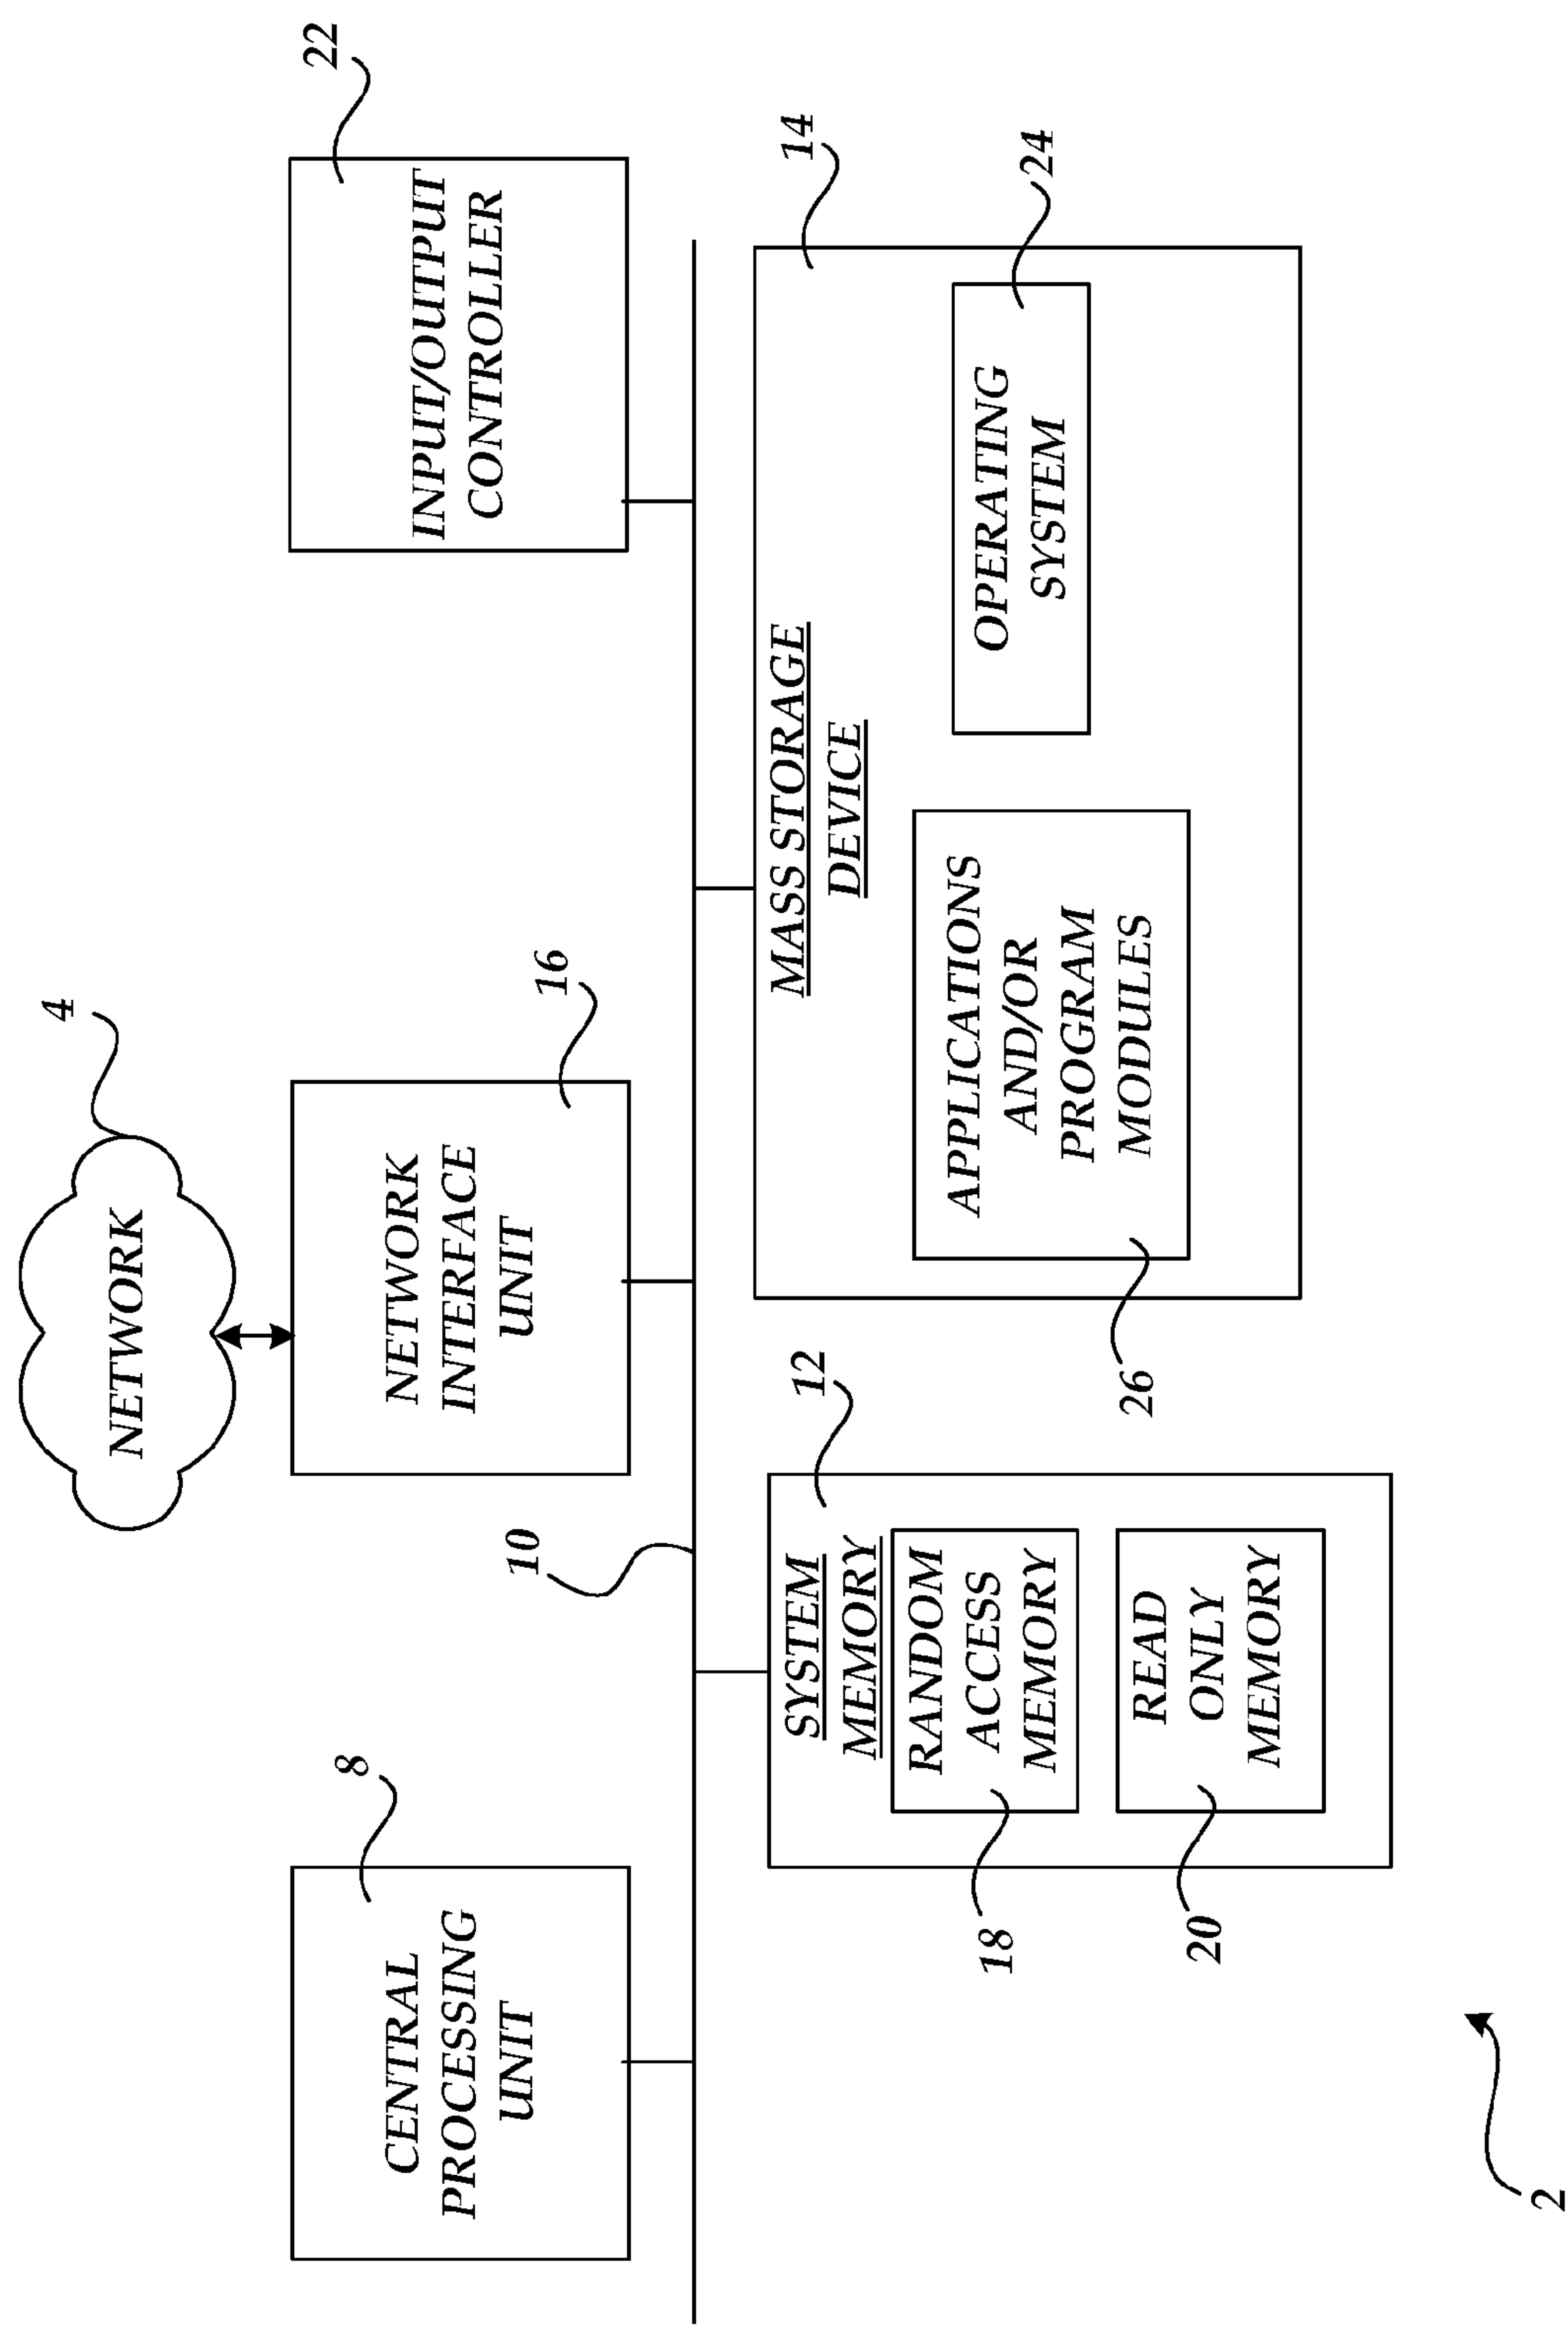 4
NETWORK
8
CENTRAL
PROCESSING
UNIT
10
NETWORK
INTERFACE
UNIT
16
INPUT/OUTPUT
CONTROLLER
22
SYSTEM
MEMORY
12
RANDOM
ACCESS
MEMORY
18
READ
ONLY
MEMORY
20
MASS STORAGE
DEVICE
14
APPLICATIONS
AND/OR
PROGRAM
MODULES
26
OPERATING
SYSTEM
24
2